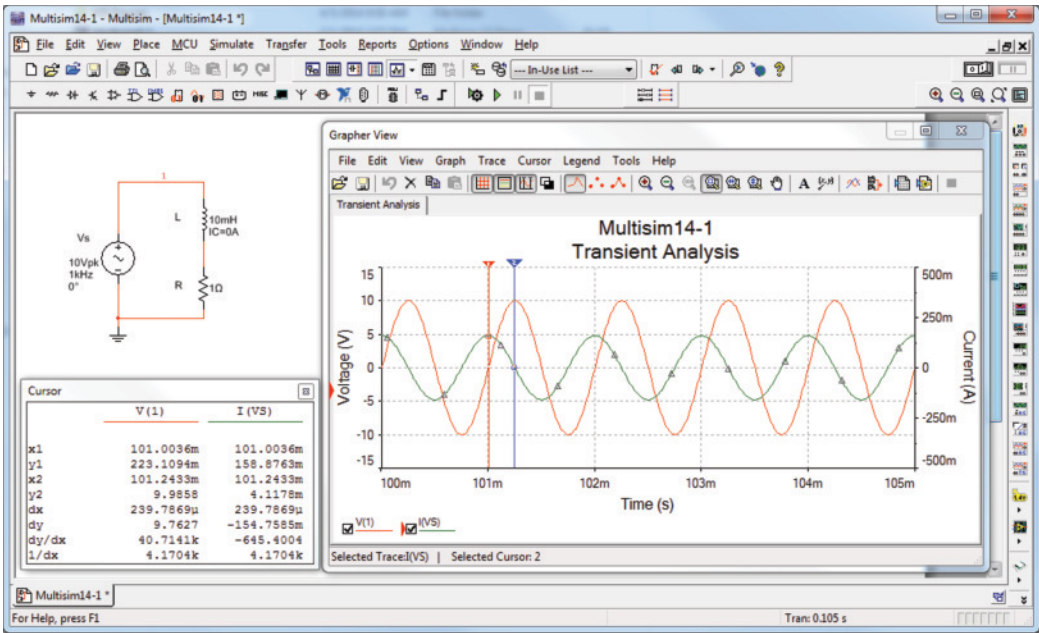 Multisim14-1 - Multisim - [Multisim14-1 *]
File Edit View Place MCU Simulate Transfer Tools Reports Options Window Help
--- In-Use List ---
Grapher View
File Edit View Graph Trace Cursor Legend Tools Help
Transient Analysis
Multisim14-1
Transient Analysis
1
L
10mH
IC=0A
Vs
10Vpk
1kHz
0°
R
1Ω
Voltage (V)
15
10
5
0
-5
-10
-15
500m
250m
0
-250m
-500m
Current (A)
100m 101m 102m 103m 104m 105m
Time (s)
V(1) I(VS)
Selected Trace:I(VS) | Selected Cursor: 2
Cursor
V(1) I(VS)
x1 101.0036m 101.0036m
y1 223.1094m 158.8763m
x2 101.2433m 101.2433m
y2 9.9858 4.1178m
dx 239.7869µ 239.7869µ
dy 9.7627 -154.7585m
dy/dx 40.7141k -645.4004
1/dx 4.1704k 4.1704k
Multisim14-1 *
For Help, press F1
Tran: 0.105 s